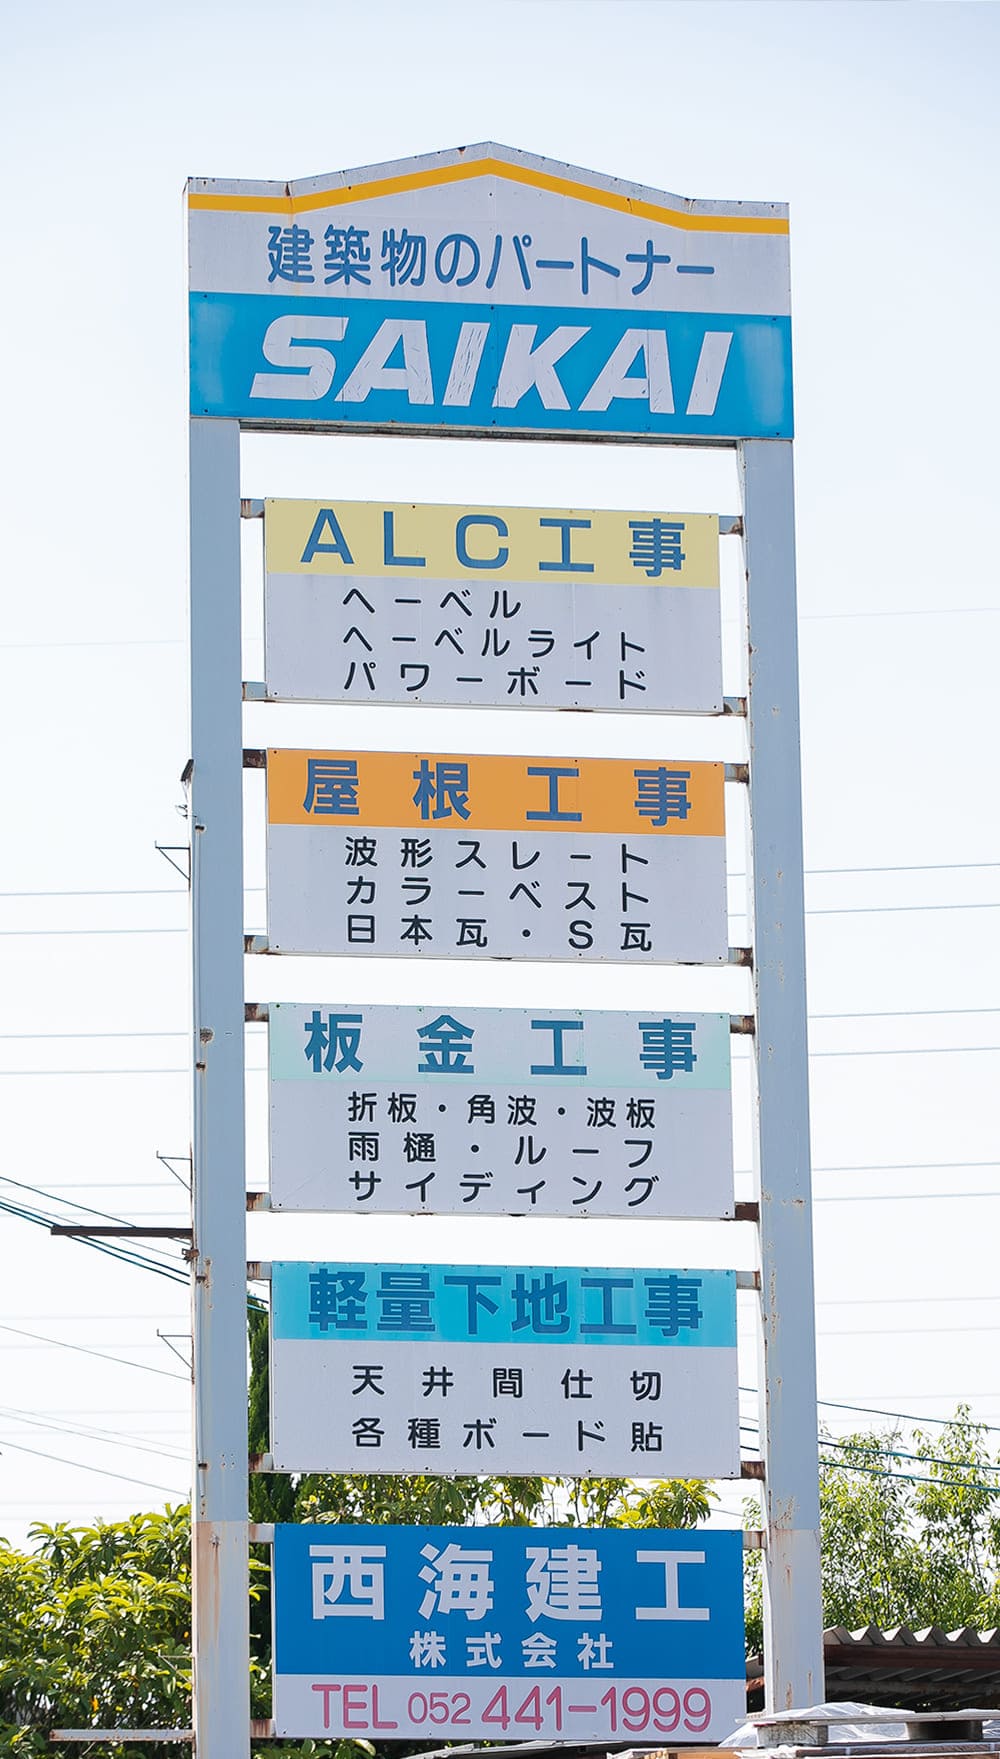 建築物のパートナー
SAIKAI
ALC工事
ヘーベル
ヘーベルライト
パワーボード
屋根工事
波形スレート
カラーベスト
日本瓦・S瓦
板金工事
折板・角波・波板
雨樋・ルーフ
サイディング
軽量下地工事
天井間仕切
各種ボード貼
西海建工
株式会社
TEL 052 441-1999